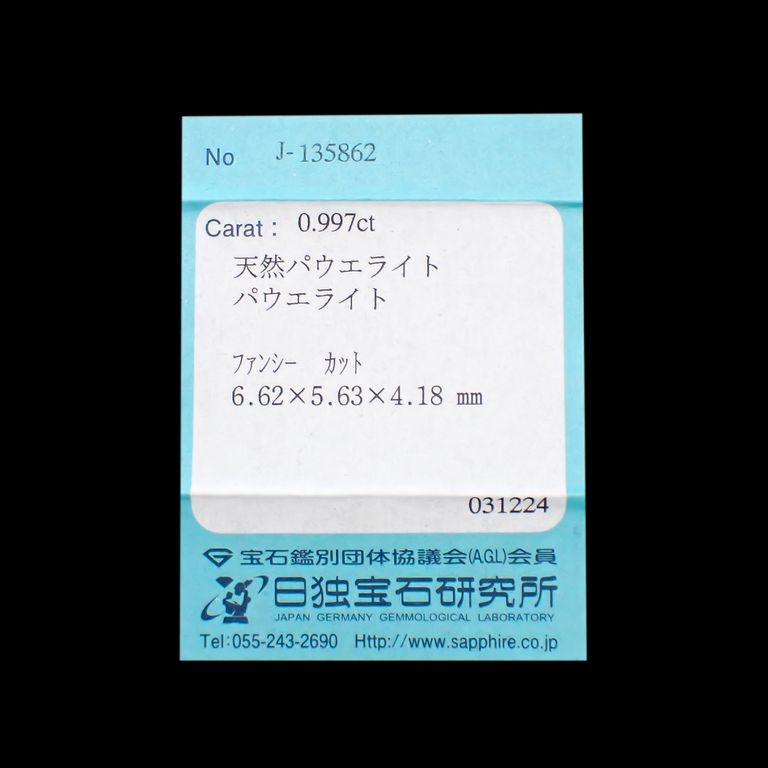 No J-135862
Carat : 0.997ct
天然パウエライト
パウエライト
ファンシー カット
6.62×5.63×4.18 mm
031224
宝石鑑別団体協議会(AGL)会員
日独宝石研究所
JAPAN GERMANY GEMMOLOGICAL LABORATORY
Tel:055-243-2690 Http://www.sapphire.co.jp